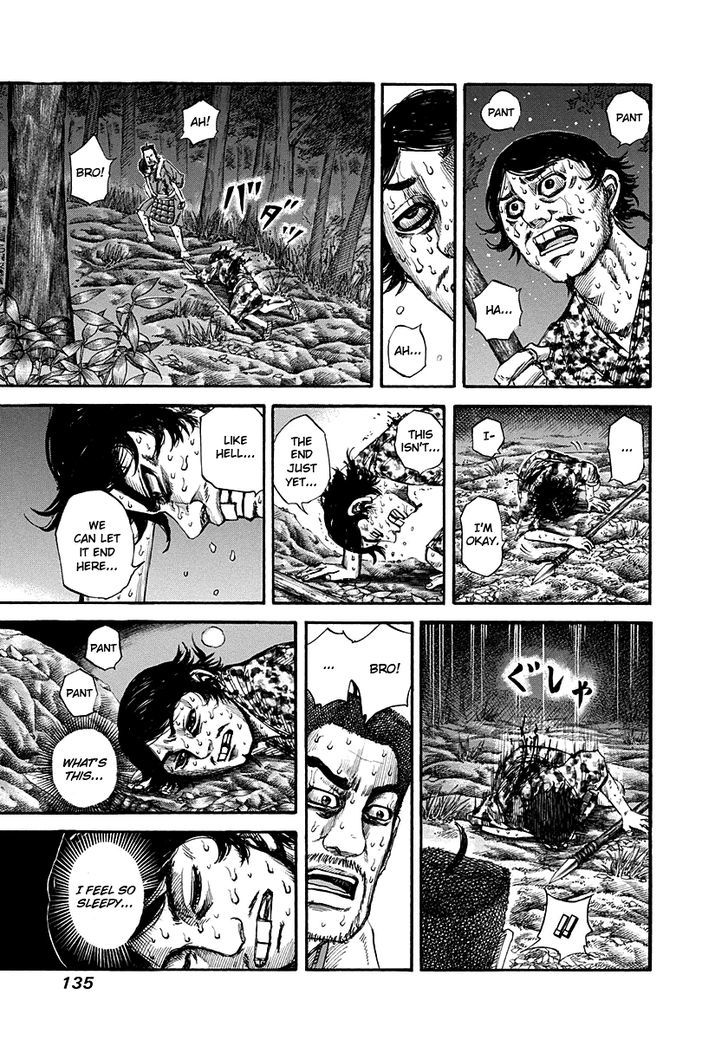 PANT
PANT
HA...
AH...
AH!
BRO!
バダッ
...
I-
I'M
OKAY.
THIS
ISN'T...
THE
END
JUST
YET...
LIKE
HELL...
WE
CAN LET
IT END
HERE...
ぐしゃ
!!
BRO!
...
PANT
PANT
WHAT'S
THIS...
I FEEL SO
SLEEPY...
135